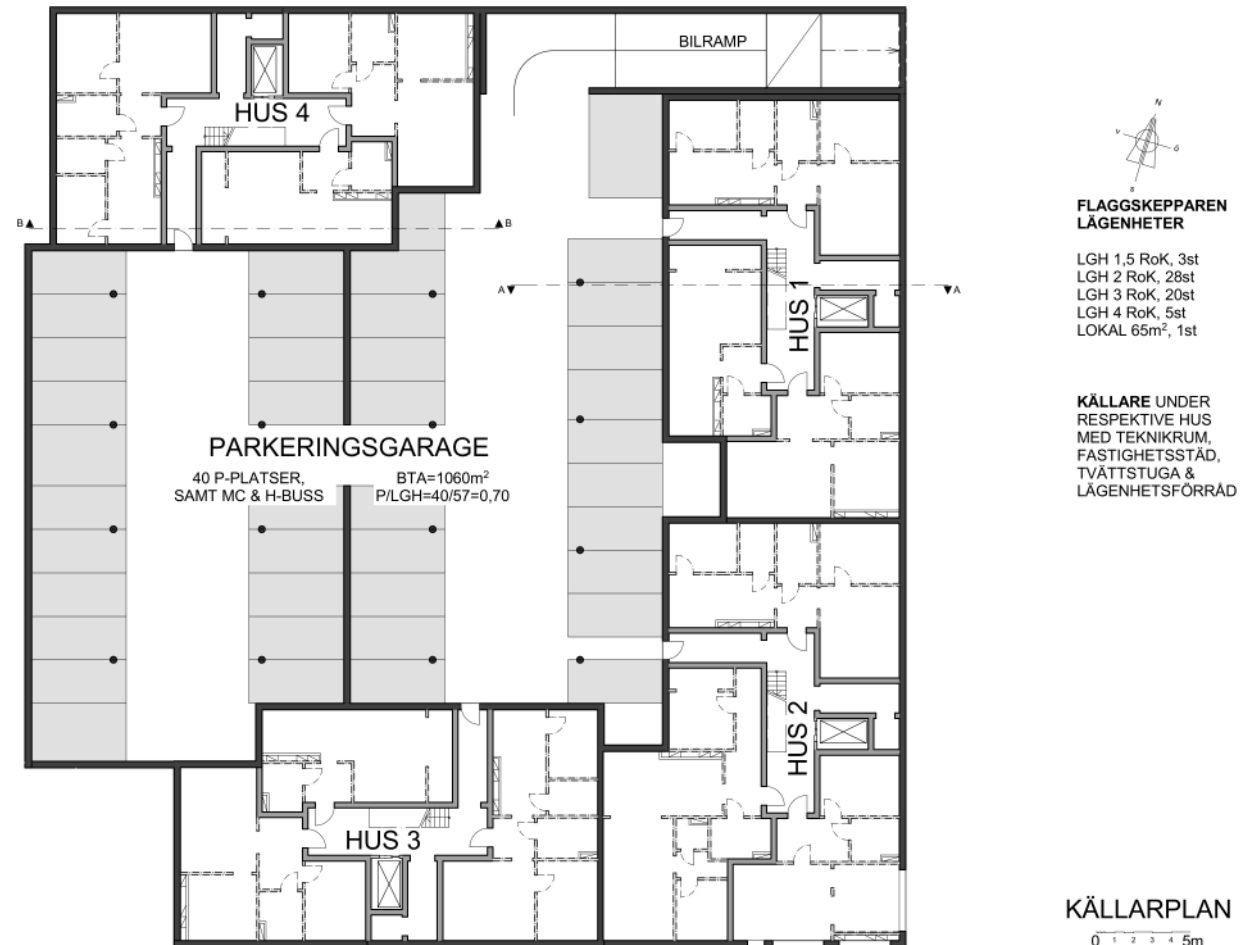 BILRAMP
HUS 4
B
B
A
A
HUS 1
PARKERINGSGARAGE
40 P-PLATSER,
SAMT MC & H-BUSS
BTA=1060m²
P/LGH=40/57=0,70
HUS 2
HUS 3
N
V
Ö
S
FLAGGSKEPPAREN
LÄGENHETER
LGH 1,5 RoK, 3st
LGH 2 RoK, 28st
LGH 3 RoK, 20st
LGH 4 RoK, 5st
LOKAL 65m², 1st
KÄLLARE UNDER
RESPEKTIVE HUS
MED TEKNIKRUM,
FASTIGHETSSTÄD,
TVÄTTSTUGA &
LÄGENHETSFÖRRÅD
KÄLLARPLAN
0 1 2 3 4 5m